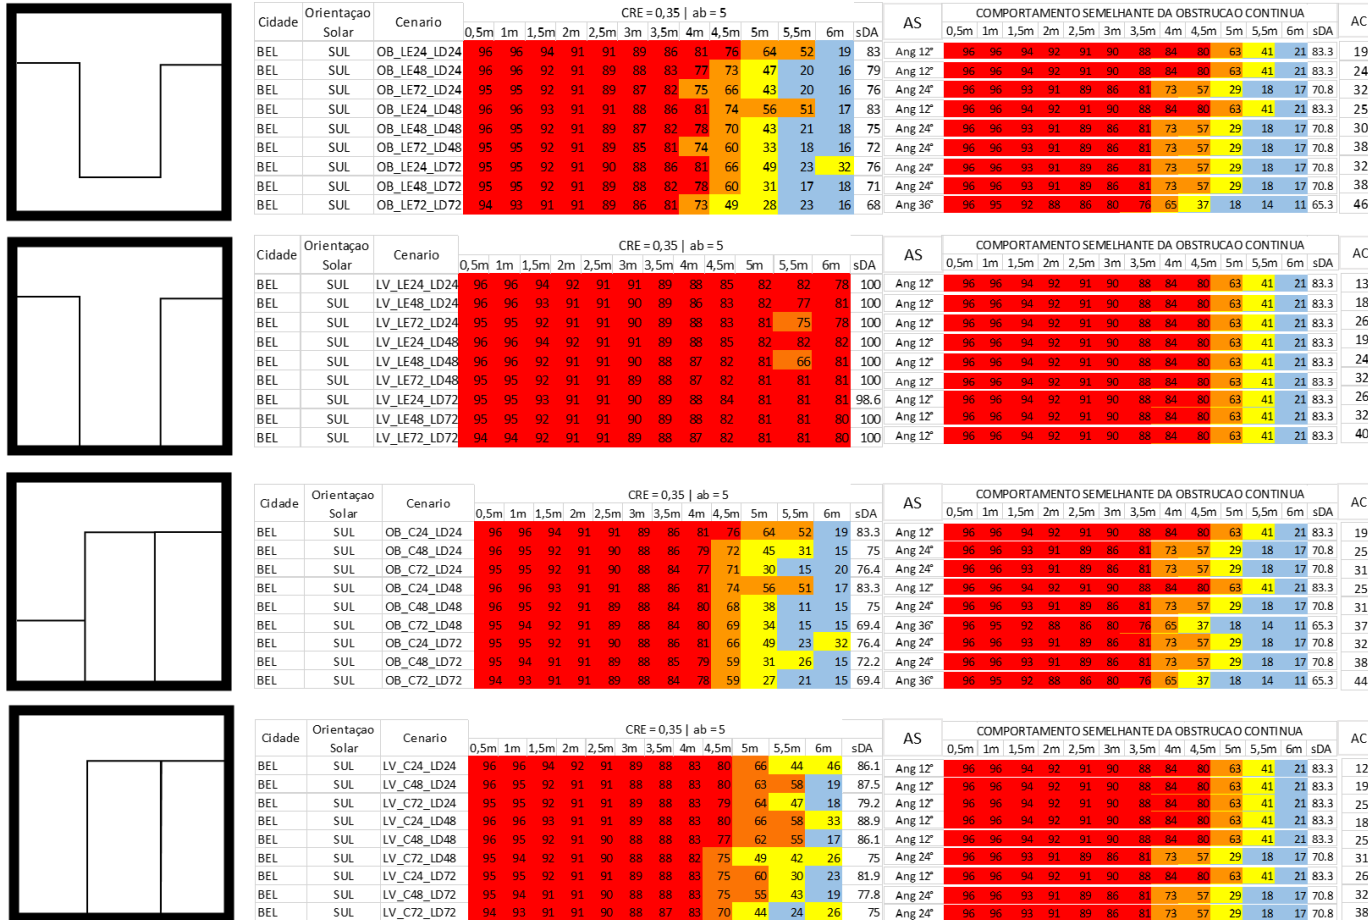 Cidade Orientaçao Solar Cenario CRE = 0,35 | ab = 5 AS COMPORTAMENTO SEMELHANTE DA OBSTRUCAO CONTINUA AC
0,5m 1m 1,5m 2m 2,5m 3m 3,5m 4m 4,5m 5m 5,5m 6m sDA 0,5m 1m 1,5m 2m 2,5m 3m 3,5m 4m 4,5m 5m 5,5m 6m sDA
BEL SUL OB_LE24_LD24 96 96 94 91 91 89 86 81 76 64 52 19 83 Ang 12° 96 96 94 92 91 90 88 84 80 63 41 21 83.3 19
BEL SUL OB_LE48_LD24 96 96 92 91 89 88 83 77 73 47 20 16 79 Ang 12° 96 96 94 92 91 90 88 84 80 63 41 21 83.3 24
BEL SUL OB_LE72_LD24 95 95 92 91 89 87 82 75 66 43 20 16 76 Ang 24° 96 96 93 91 89 86 81 73 57 29 18 17 70.8 32
BEL SUL OB_LE24_LD48 96 96 93 91 91 88 86 81 74 56 51 17 83 Ang 12° 96 96 94 92 91 90 88 84 80 63 41 21 83.3 25
BEL SUL OB_LE48_LD48 96 95 92 91 89 87 82 78 70 43 21 18 75 Ang 24° 96 96 93 91 89 86 81 73 57 29 18 17 70.8 30
BEL SUL OB_LE72_LD48 95 95 92 91 89 85 81 74 60 33 18 16 72 Ang 24° 96 96 93 91 89 86 81 73 57 29 18 17 70.8 38
BEL SUL OB_LE24_LD72 95 95 92 91 90 88 86 81 66 49 23 32 76 Ang 24° 96 96 93 91 89 86 81 73 57 29 18 17 70.8 32
BEL SUL OB_LE48_LD72 95 95 92 91 89 88 82 78 60 31 17 18 71 Ang 24° 96 96 93 91 89 86 81 73 57 29 18 17 70.8 38
BEL SUL OB_LE72_LD72 94 93 91 91 89 86 81 73 49 28 23 16 68 Ang 36° 96 95 92 88 86 80 76 65 37 18 14 11 65.3 46
Cidade Orientaçao Solar Cenario CRE = 0,35 | ab = 5 AS COMPORTAMENTO SEMELHANTE DA OBSTRUCAO CONTINUA AC
0,5m 1m 1,5m 2m 2,5m 3m 3,5m 4m 4,5m 5m 5,5m 6m sDA 0,5m 1m 1,5m 2m 2,5m 3m 3,5m 4m 4,5m 5m 5,5m 6m sDA
BEL SUL LV_LE24_LD24 96 96 94 92 91 91 89 88 85 82 82 78 100 Ang 12° 96 96 94 92 91 90 88 84 80 63 41 21 83.3 13
BEL SUL LV_LE48_LD24 96 96 93 91 91 90 89 86 83 82 77 81 100 Ang 12° 96 96 94 92 91 90 88 84 80 63 41 21 83.3 18
BEL SUL LV_LE72_LD24 95 95 92 91 91 90 89 88 83 81 75 78 100 Ang 12° 96 96 94 92 91 90 88 84 80 63 41 21 83.3 26
BEL SUL LV_LE24_LD48 96 96 94 92 91 91 89 88 85 82 82 82 100 Ang 12° 96 96 94 92 91 90 88 84 80 63 41 21 83.3 19
BEL SUL LV_LE48_LD48 96 96 92 91 91 90 88 87 82 81 66 81 100 Ang 12° 96 96 94 92 91 90 88 84 80 63 41 21 83.3 24
BEL SUL LV_LE72_LD48 95 95 92 91 91 89 88 87 82 81 81 81 100 Ang 12° 96 96 94 92 91 90 88 84 80 63 41 21 83.3 32
BEL SUL LV_LE24_LD72 95 95 93 91 91 90 89 88 84 81 81 81 98.6 Ang 12° 96 96 94 92 91 90 88 84 80 63 41 21 83.3 26
BEL SUL LV_LE48_LD72 95 95 92 91 91 90 89 88 82 81 81 80 100 Ang 12° 96 96 94 92 91 90 88 84 80 63 41 21 83.3 32
BEL SUL LV_LE72_LD72 94 94 92 91 91 89 88 87 82 81 81 80 100 Ang 12° 96 96 94 92 91 90 88 84 80 63 41 21 83.3 40
Cidade Orientaçao Solar Cenario CRE = 0,35 | ab = 5 AS COMPORTAMENTO SEMELHANTE DA OBSTRUCAO CONTINUA AC
0,5m 1m 1,5m 2m 2,5m 3m 3,5m 4m 4,5m 5m 5,5m 6m sDA 0,5m 1m 1,5m 2m 2,5m 3m 3,5m 4m 4,5m 5m 5,5m 6m sDA
BEL SUL OB_C24_LD24 96 96 94 91 91 89 86 81 76 64 52 19 83.3 Ang 12° 96 96 94 92 91 90 88 84 80 63 41 21 83.3 19
BEL SUL OB_C48_LD24 96 95 92 91 90 88 86 79 72 45 31 15 75 Ang 24° 96 96 93 91 89 86 81 73 57 29 18 17 70.8 25
BEL SUL OB_C72_LD24 95 95 92 91 90 88 84 77 71 30 15 20 76.4 Ang 24° 96 96 93 91 89 86 81 73 57 29 18 17 70.8 31
BEL SUL OB_C24_LD48 96 96 93 91 91 88 86 81 74 56 51 17 83.3 Ang 12° 96 96 94 92 91 90 88 84 80 63 41 21 83.3 25
BEL SUL OB_C48_LD48 96 95 92 91 89 88 84 80 68 38 11 15 75 Ang 24° 96 96 93 91 89 86 81 73 57 29 18 17 70.8 31
BEL SUL OB_C72_LD48 95 94 92 91 89 88 84 80 69 34 15 15 69.4 Ang 36° 96 95 92 88 86 80 76 65 37 18 14 11 65.3 37
BEL SUL OB_C24_LD72 95 95 92 91 90 88 86 81 66 49 23 32 76.4 Ang 24° 96 96 93 91 89 86 81 73 57 29 18 17 70.8 32
BEL SUL OB_C48_LD72 95 94 91 91 89 88 85 79 59 31 26 15 72.2 Ang 24° 96 96 93 91 89 86 81 73 57 29 18 17 70.8 38
BEL SUL OB_C72_LD72 94 93 91 91 89 88 84 78 59 27 21 15 69.4 Ang 36° 96 95 92 88 86 80 76 65 37 18 14 11 65.3 44
Cidade Orientaçao Solar Cenario CRE = 0,35 | ab = 5 AS COMPORTAMENTO SEMELHANTE DA OBSTRUCAO CONTINUA AC
0,5m 1m 1,5m 2m 2,5m 3m 3,5m 4m 4,5m 5m 5,5m 6m sDA 0,5m 1m 1,5m 2m 2,5m 3m 3,5m 4m 4,5m 5m 5,5m 6m sDA
BEL SUL LV_C24_LD24 96 96 94 92 91 89 88 83 80 66 44 46 86.1 Ang 12° 96 96 94 92 91 90 88 84 80 63 41 21 83.3 12
BEL SUL LV_C48_LD24 96 95 92 91 91 88 88 83 80 63 58 19 87.5 Ang 12° 96 96 94 92 91 90 88 84 80 63 41 21 83.3 19
BEL SUL LV_C72_LD24 95 95 92 91 91 89 88 83 79 64 47 18 79.2 Ang 12° 96 96 94 92 91 90 88 84 80 63 41 21 83.3 25
BEL SUL LV_C24_LD48 96 96 93 91 91 89 88 83 80 66 58 33 88.9 Ang 12° 96 96 94 92 91 90 88 84 80 63 41 21 83.3 18
BEL SUL LV_C48_LD48 96 95 92 91 90 88 88 83 77 62 55 17 86.1 Ang 12° 96 96 94 92 91 90 88 84 80 63 41 21 83.3 25
BEL SUL LV_C72_LD48 95 94 92 91 90 88 88 82 75 49 42 26 75 Ang 24° 96 96 93 91 89 86 81 73 57 29 18 17 70.8 31
BEL SUL LV_C24_LD72 95 95 92 91 91 89 88 83 75 60 30 23 81.9 Ang 12° 96 96 94 92 91 90 88 84 80 63 41 21 83.3 26
BEL SUL LV_C48_LD72 95 94 91 91 90 88 88 84 75 55 43 19 77.8 Ang 24° 96 96 93 91 89 86 81 73 57 29 18 17 70.8 32
BEL SUL LV_C72_LD72 94 93 91 91 90 88 87 83 70 44 24 26 75 Ang 24° 96 96 93 91 89 86 81 73 57 29 18 17 70.8 38